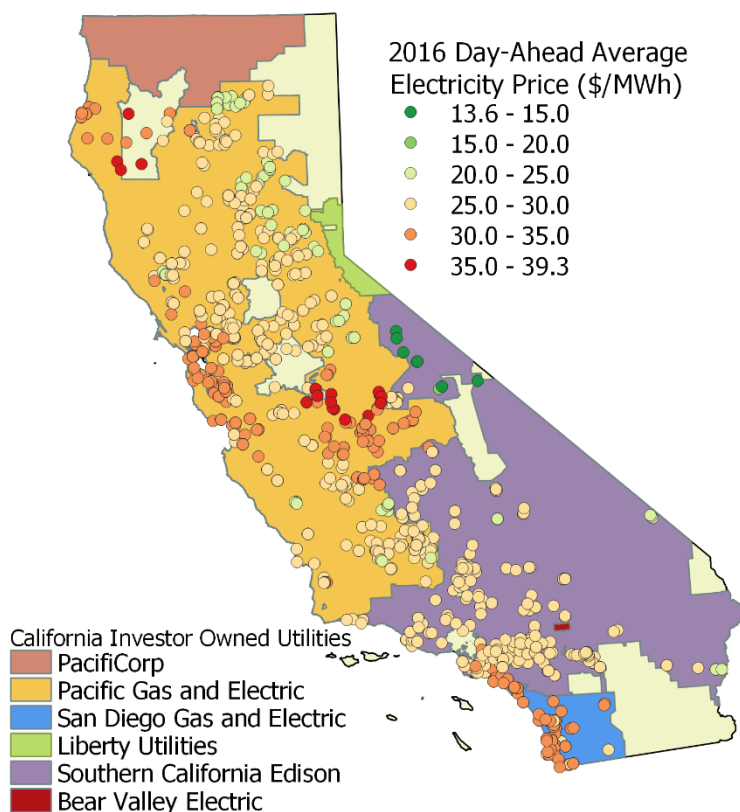 2016 Day-Ahead Average
Electricity Price ($/MWh)
13.6 - 15.0
15.0 - 20.0
20.0 - 25.0
25.0 - 30.0
30.0 - 35.0
35.0 - 39.3
California Investor Owned Utilities
PacifiCorp
Pacific Gas and Electric
San Diego Gas and Electric
Liberty Utilities
Southern California Edison
Bear Valley Electric